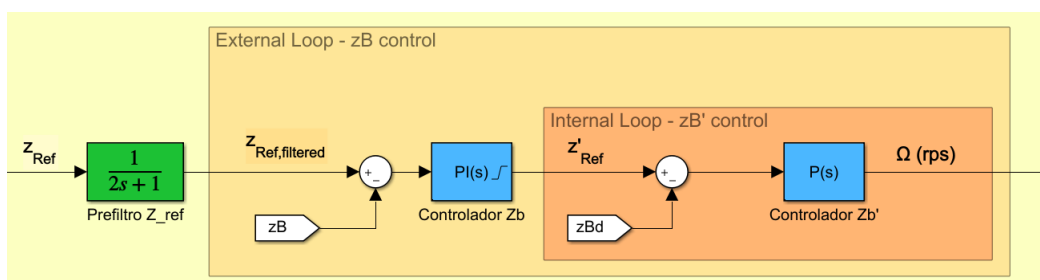 External Loop - zB control
Internal Loop - zB' control
z_Ref
1
2s + 1
Prefiltro Z_ref
z_Ref,filtered
+
_
zB
PI(s)
Controlador Zb
z'_Ref
+
_
zBd
P(s)
Controlador Zb'
Ω (rps)